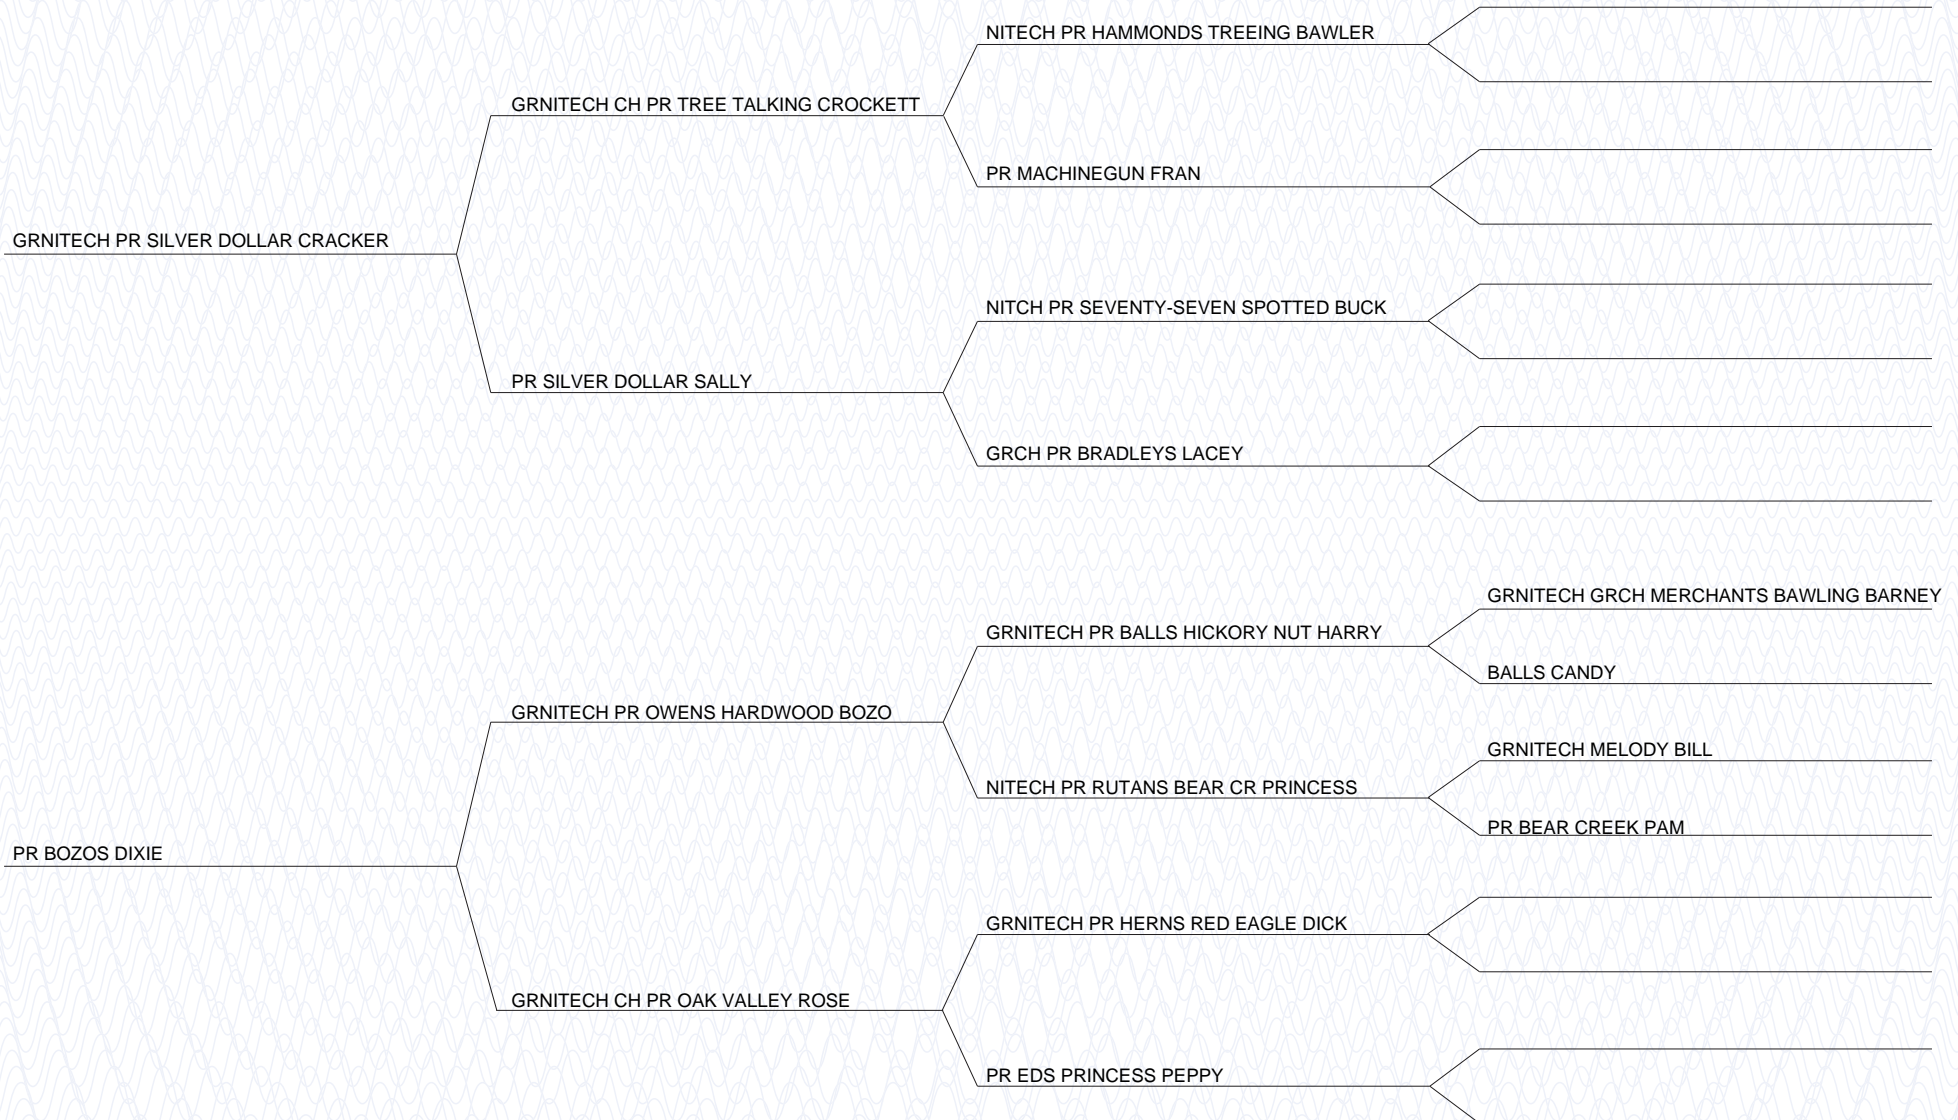 NITECH PR HAMMONDS TREEING BAWLER
GRNITECH CH PR TREE TALKING CROCKETT
PR MACHINEGUN FRAN
GRNITECH PR SILVER DOLLAR CRACKER
NITCH PR SEVENTY-SEVEN SPOTTED BUCK
PR SILVER DOLLAR SALLY
GRCH PR BRADLEYS LACEY
GRNITECH GRCH MERCHANTS BAWLING BARNEY
GRNITECH PR BALLS HICKORY NUT HARRY
BALLS CANDY
GRNITECH PR OWENS HARDWOOD BOZO
GRNITECH MELODY BILL
NITECH PR RUTANS BEAR CR PRINCESS
PR BEAR CREEK PAM
PR BOZOS DIXIE
GRNITECH PR HERNS RED EAGLE DICK
GRNITECH CH PR OAK VALLEY ROSE
PR EDS PRINCESS PEPPY